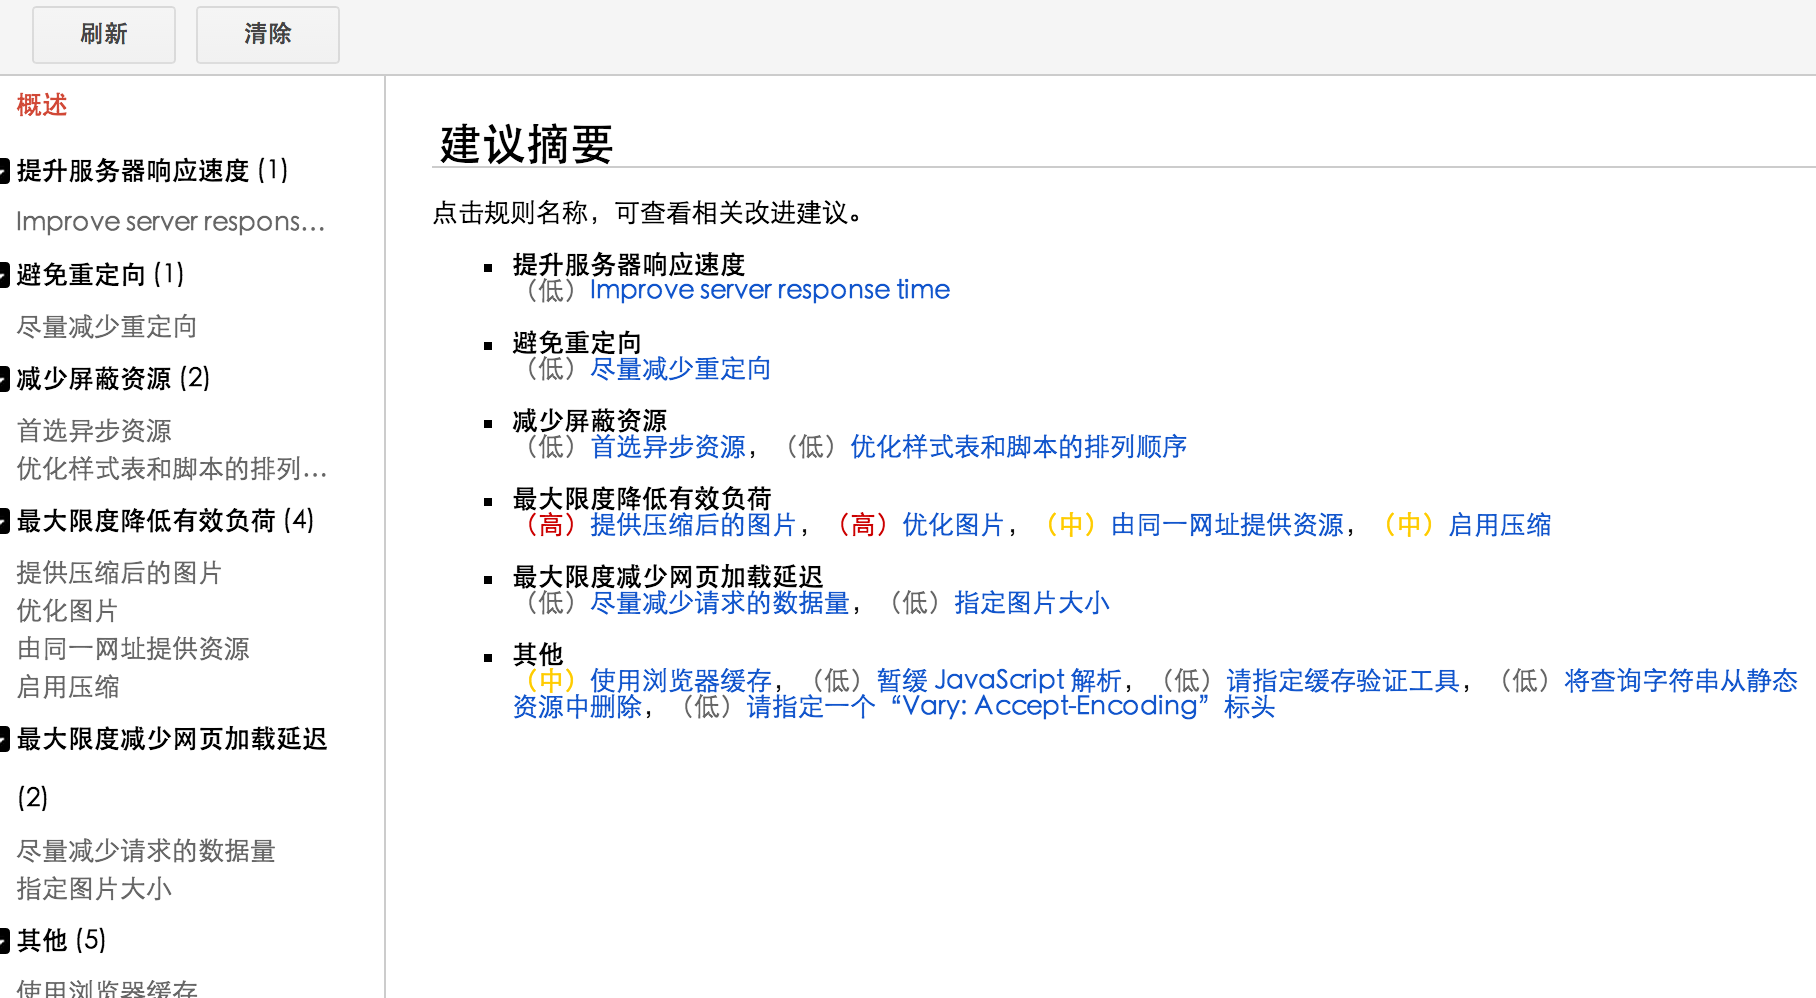 刷新
清除
概述
提升服务器响应速度 (1)
Improve server respons...
避免重定向 (1)
尽量减少重定向
减少屏蔽资源 (2)
首选异步资源
优化样式表和脚本的排列...
最大限度降低有效负荷 (4)
提供压缩后的图片
优化图片
由同一网址提供资源
启用压缩
最大限度减少网页加载延迟
(2)
尽量减少请求的数据量
指定图片大小
其他 (5)
使用浏览器缓存
建议摘要
点击规则名称，可查看相关改进建议。
提升服务器响应速度
（低）Improve server response time
避免重定向
（低）尽量减少重定向
减少屏蔽资源
（低）首选异步资源，（低）优化样式表和脚本的排列顺序
最大限度降低有效负荷
（高）提供压缩后的图片，（高）优化图片，（中）由同一网址提供资源，（中）启用压缩
最大限度减少网页加载延迟
（低）尽量减少请求的数据量，（低）指定图片大小
其他
（中）使用浏览器缓存，（低）暂缓 JavaScript 解析，（低）请指定缓存验证工具，（低）将查询字符串从静态
资源中删除，（低）请指定一个“Vary: Accept-Encoding”标头